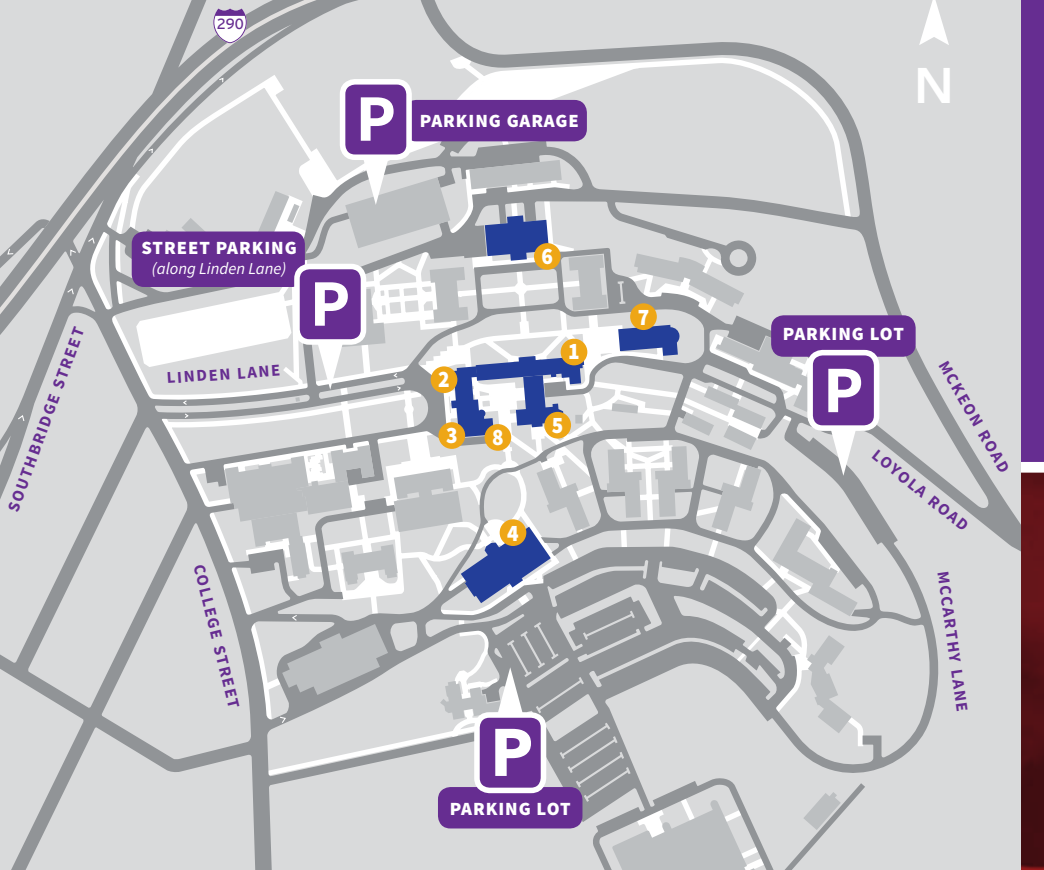 290
N
P
PARKING GARAGE
STREET PARKING
(along Linden Lane)
6
P
7
PARKING LOT
1
P
LINDEN LANE
2
SOUTHBRIDGE STREET
MCKEON ROAD
3
8
5
LOYOLA ROAD
4
COLLEGE STREET
MCCARTHY LANE
P
PARKING LOT